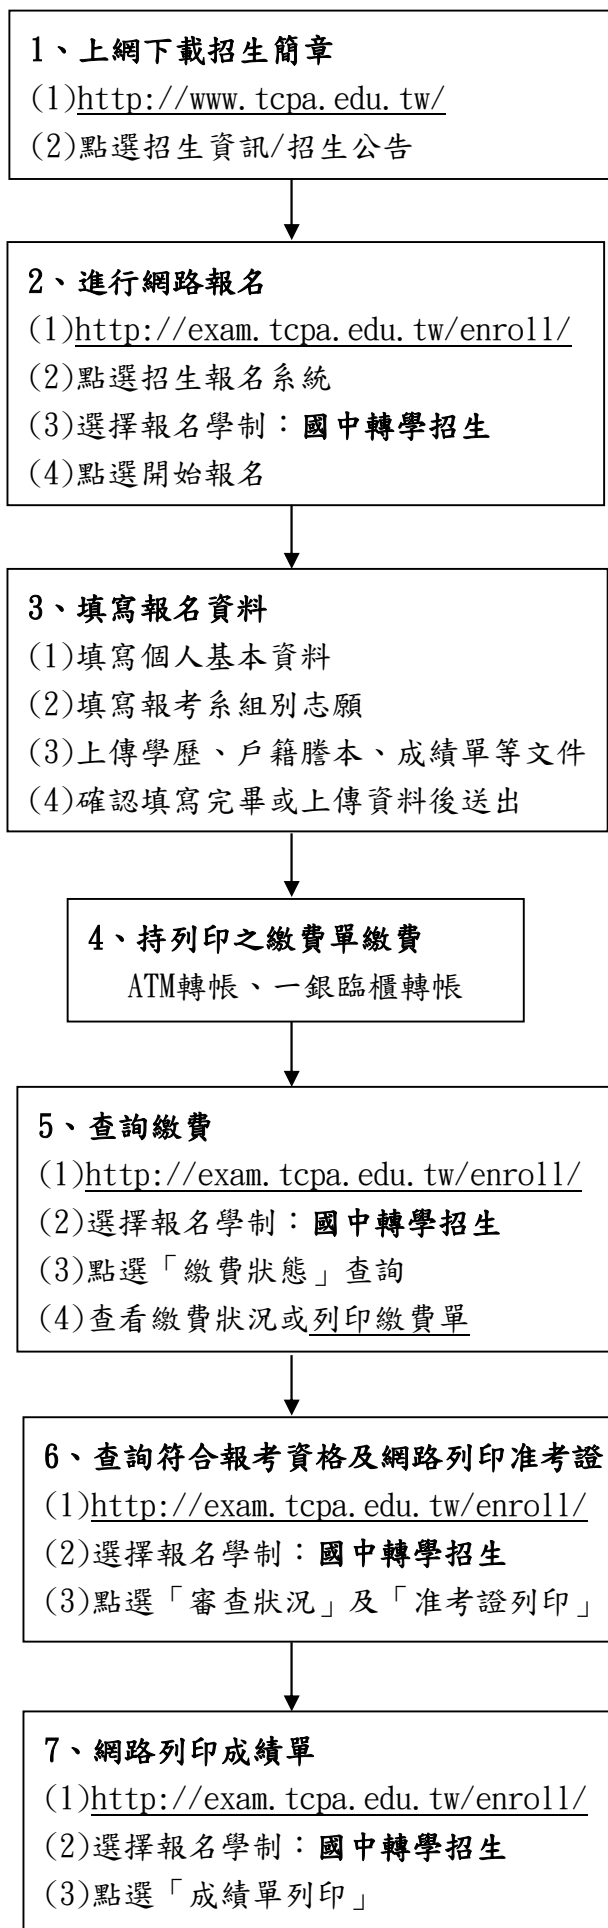 1、上網下載招生簡章
(1)http://www.tcpa.edu.tw/
(2)點選招生資訊/招生公告
2、進行網路報名
(1)http://exam.tcpa.edu.tw/enroll/
(2)點選招生報名系統
(3)選擇報名學制：國中轉學招生
(4)點選開始報名
3、填寫報名資料
(1)填寫個人基本資料
(2)填寫報考系組別志願
(3)上傳學歷、戶籍謄本、成績單等文件
(4)確認填寫完畢或上傳資料後送出
4、持列印之繳費單繳費
ATM轉帳、一銀臨櫃轉帳
5、查詢繳費
(1)http://exam.tcpa.edu.tw/enroll/
(2)選擇報名學制：國中轉學招生
(3)點選「繳費狀態」查詢
(4)查看繳費狀況或列印繳費單
6、查詢符合報考資格及網路列印准考證
(1)http://exam.tcpa.edu.tw/enroll/
(2)選擇報名學制：國中轉學招生
(3)點選「審查狀況」及「准考證列印」
7、網路列印成績單
(1)http://exam.tcpa.edu.tw/enroll/
(2)選擇報名學制：國中轉學招生
(3)點選「成績單列印」